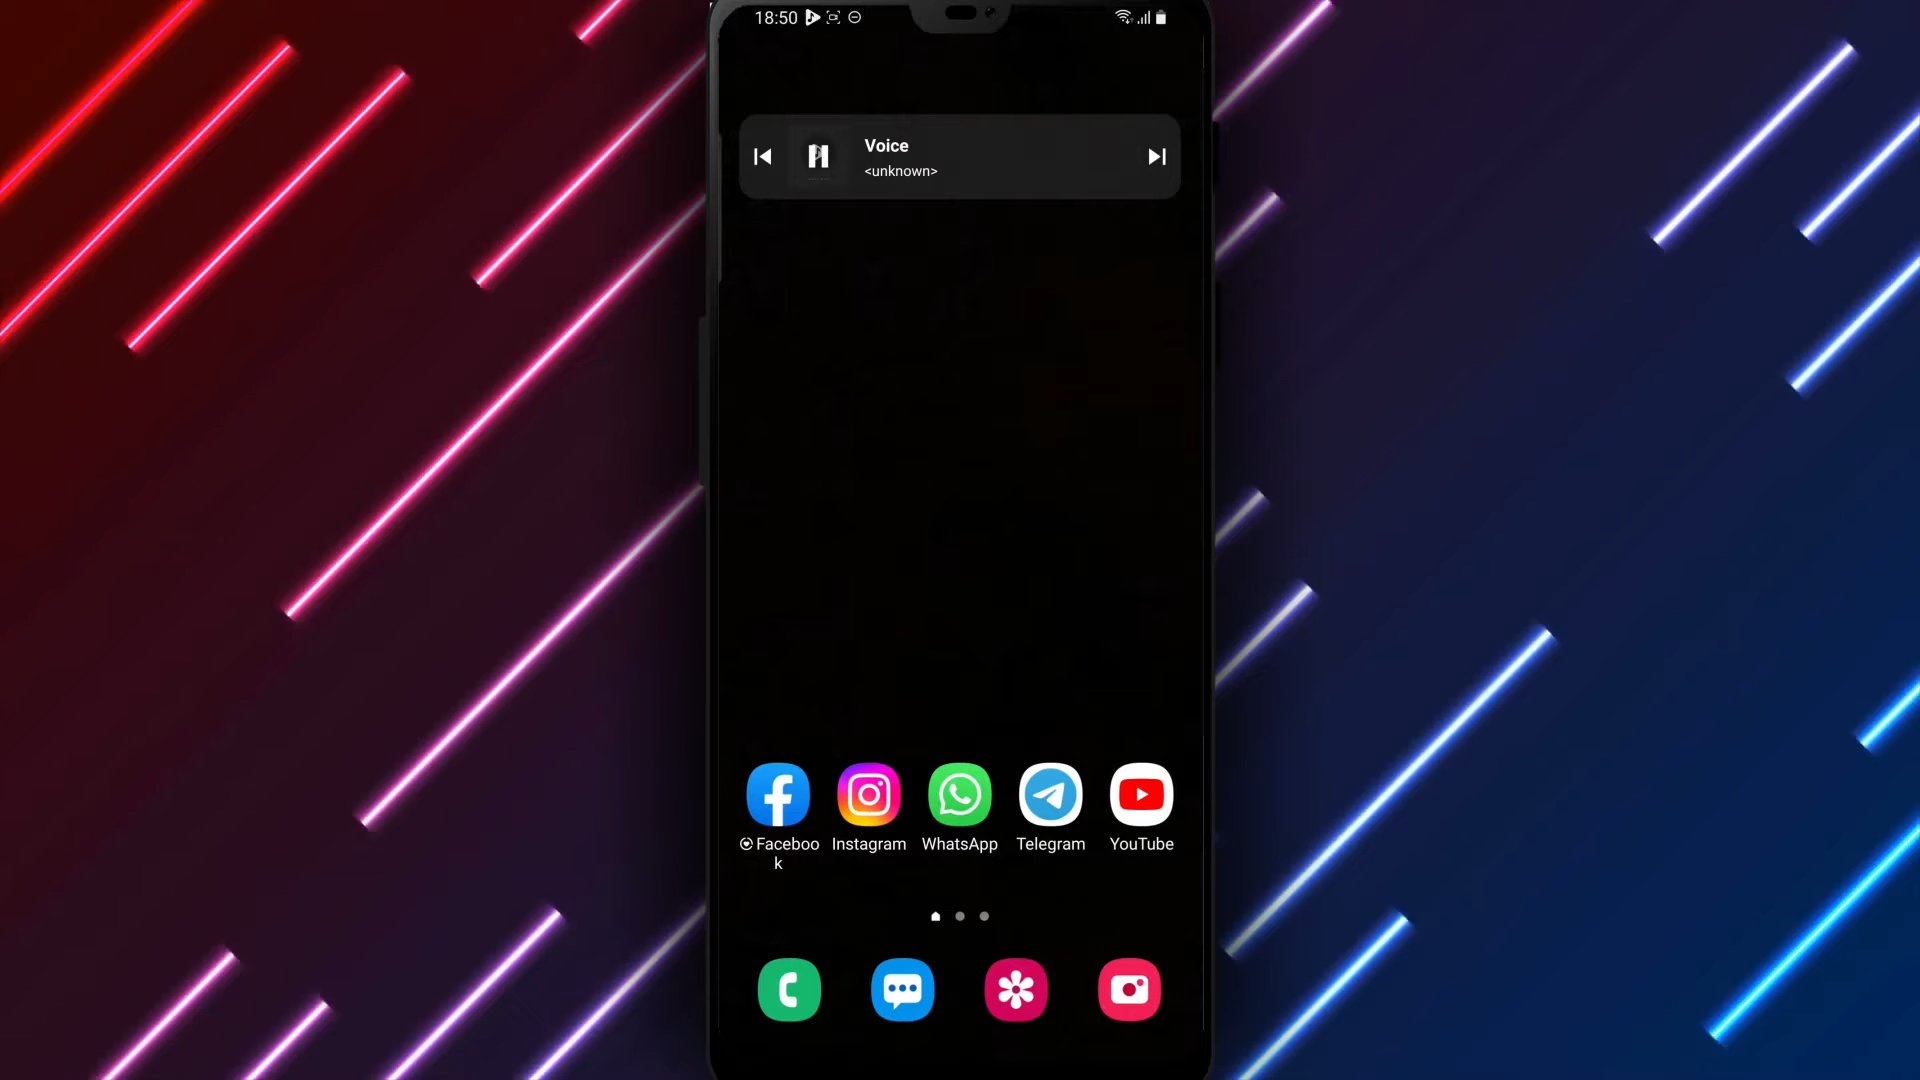 18:50
Voice
<unknown>
Faceboo
k
Instagram
WhatsApp
Telegram
YouTube